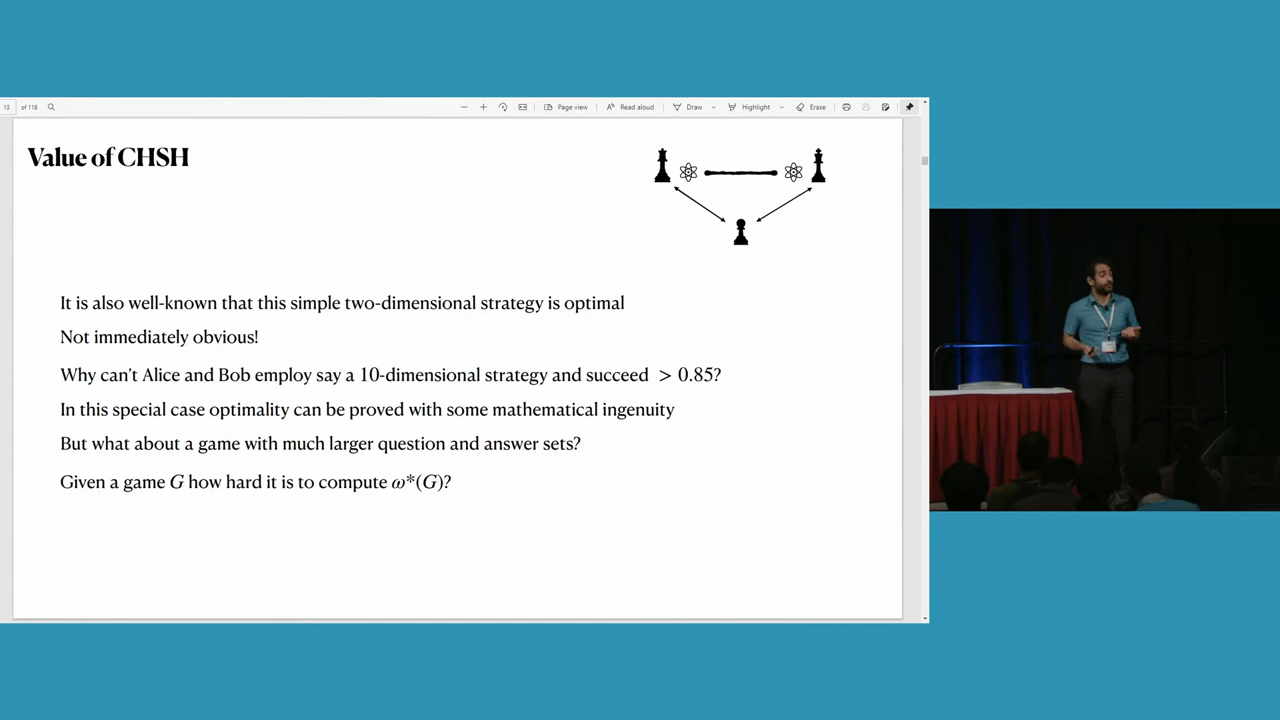 13 of 118
Page view
Read aloud
Draw
Highlight
Erase
Value of CHSH
It is also well-known that this simple two-dimensional strategy is optimal
Not immediately obvious!
Why can't Alice and Bob employ say a 10-dimensional strategy and succeed > 0.85?
In this special case optimality can be proved with some mathematical ingenuity
But what about a game with much larger question and answer sets?
Given a game G how hard it is to compute ω*(G)?